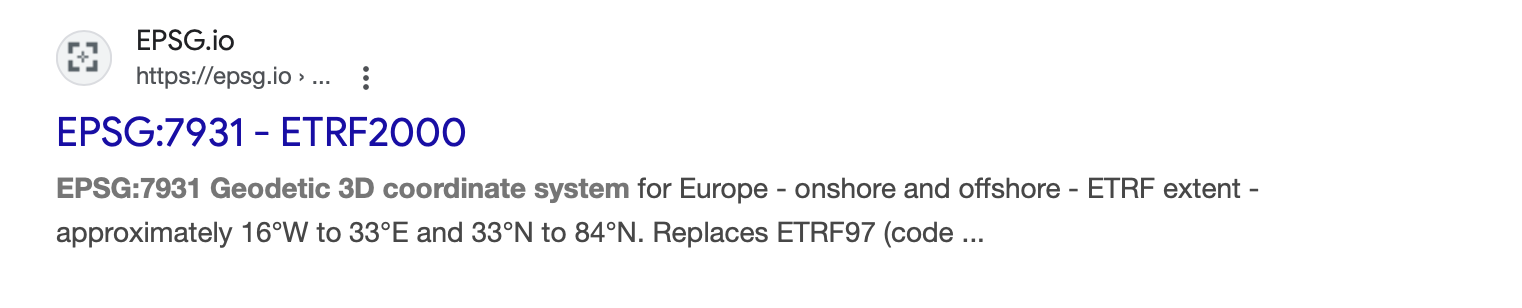 EPSG.io
https://epsg.io › ...
EPSG:7931 - ETRF2000
EPSG:7931 Geodetic 3D coordinate system for Europe - onshore and offshore - ETRF extent -
approximately 16°W to 33°E and 33°N to 84°N. Replaces ETRF97 (code ...